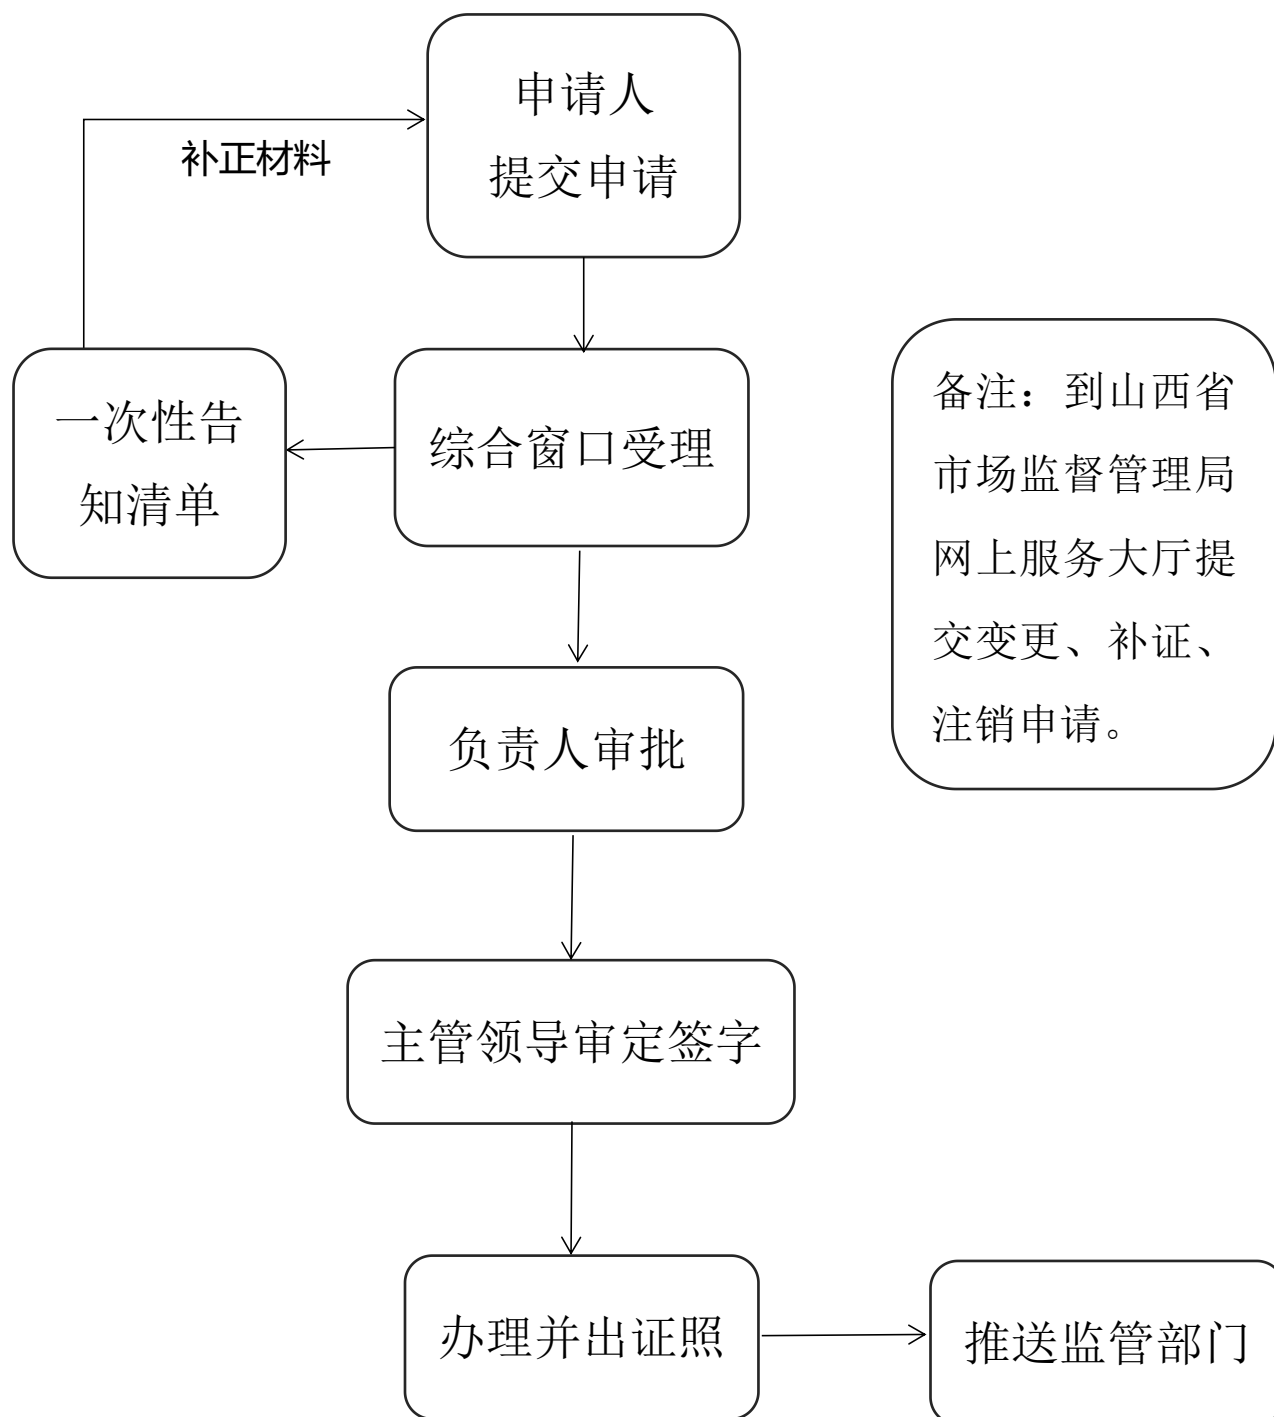 申请人
提交申请
补正材料
一次性告
知清单
综合窗口受理
备注：到山西省
市场监督管理局
网上服务大厅提
交变更、补证、
注销申请。
负责人审批
主管领导审定签字
办理并出证照
推送监管部门